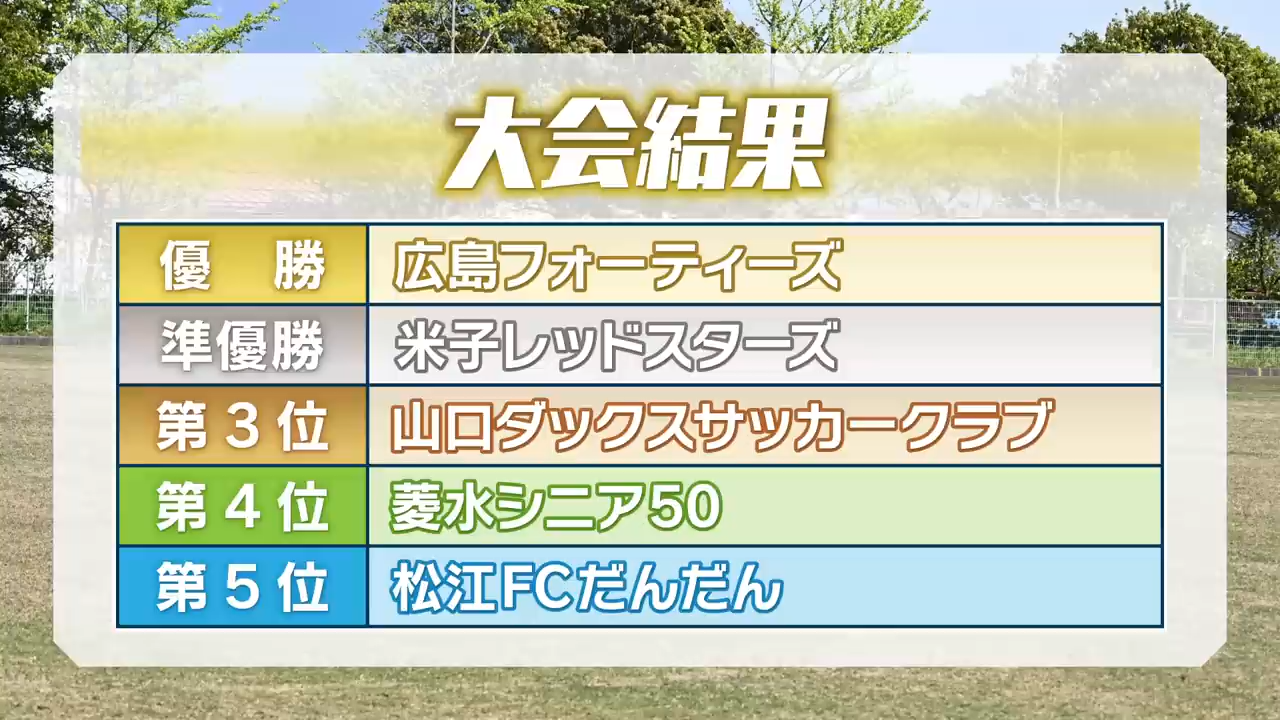 大会結果
優勝 広島フォーティーズ
準優勝 米子レッドスターズ
第3位 山口ダックスサッカークラブ
第4位 菱水シニア50
第5位 松江FCだんだん